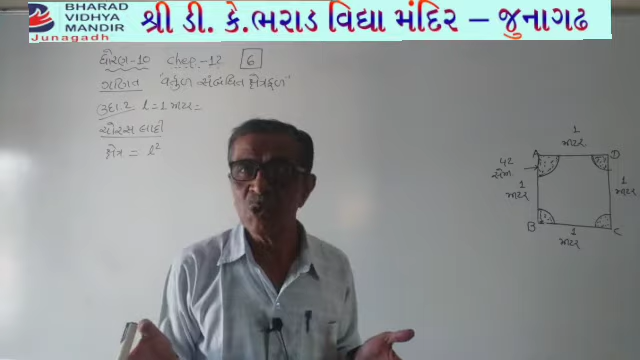 BHARAD
VIDHYA
MANDIR
Junagadh
શ્રી ડી. કે.ભરાડ વિદ્યા મંદિર – જુનાગઢ
ધોરણ-10 chep-12 6
ગણિત "વર્તુળ સંબંધિત ક્ષેત્રફળ"
ઉદા.2 l = 1 મીટર =
ચોરસ લાદી
ક્ષેત્ર = l²
1
મીટર
A D
42
સેમી.
1
મીટર
1
મીટર
B C
1
મીટર